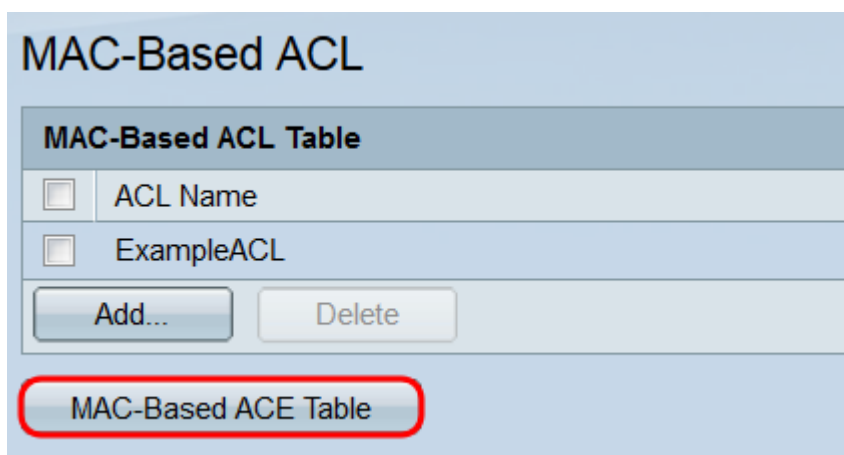 MAC-Based ACL
MAC-Based ACL Table
ACL Name
ExampleACL
Add... Delete
MAC-Based ACE Table